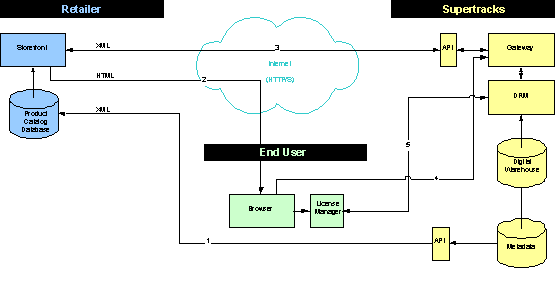 Retailer
Supertracks
Storefront
XML
3
API
Gateway
Internet
(HTTPS)
HTML
2
DRM
XML
Product
Catalog
Database
5
End User
Digital
Warehouse
4
Browser
License
Manager
1
API
Metadata